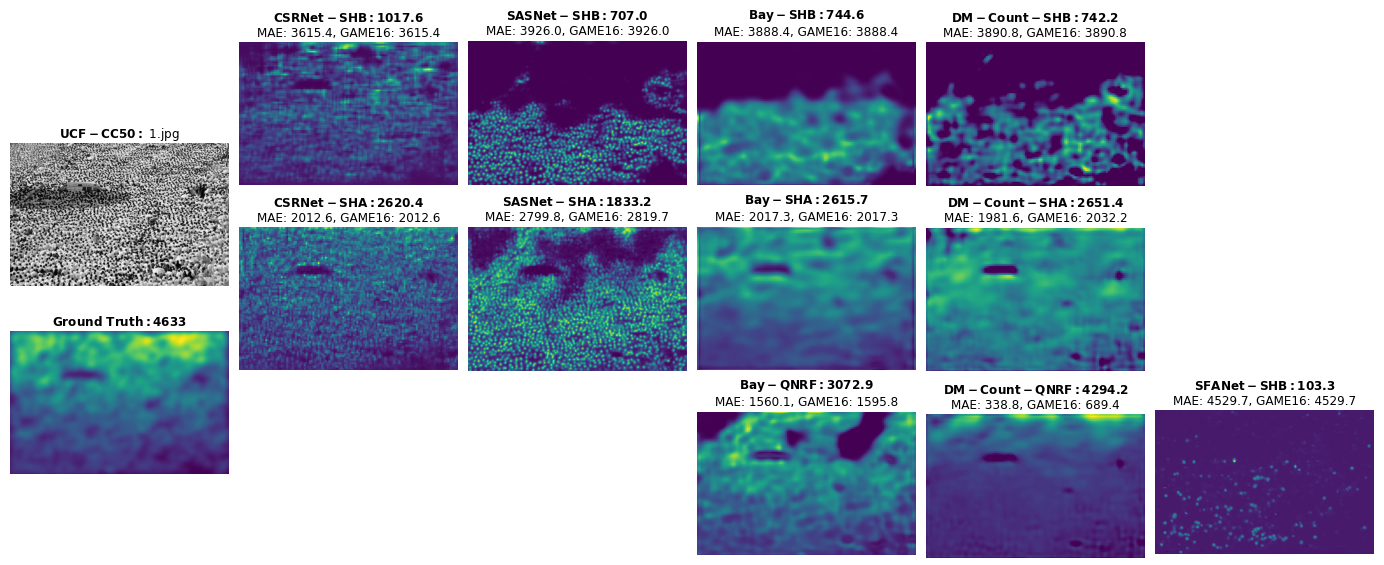 CSRNet − SHB : 1017.6
MAE: 3615.4, GAME16: 3615.4
SASNet − SHB : 707.0
MAE: 3926.0, GAME16: 3926.0
Bay − SHB : 744.6
MAE: 3888.4, GAME16: 3888.4
DM − Count − SHB : 742.2
MAE: 3890.8, GAME16: 3890.8
UCF − CC50 : 1.jpg
CSRNet − SHA : 2620.4
MAE: 2012.6, GAME16: 2012.6
SASNet − SHA : 1833.2
MAE: 2799.8, GAME16: 2819.7
Bay − SHA : 2615.7
MAE: 2017.3, GAME16: 2017.3
DM − Count − SHA : 2651.4
MAE: 1981.6, GAME16: 2032.2
Ground Truth : 4633
Bay − QNRF : 3072.9
MAE: 1560.1, GAME16: 1595.8
DM − Count − QNRF : 4294.2
MAE: 338.8, GAME16: 689.4
SFANet − SHB : 103.3
MAE: 4529.7, GAME16: 4529.7